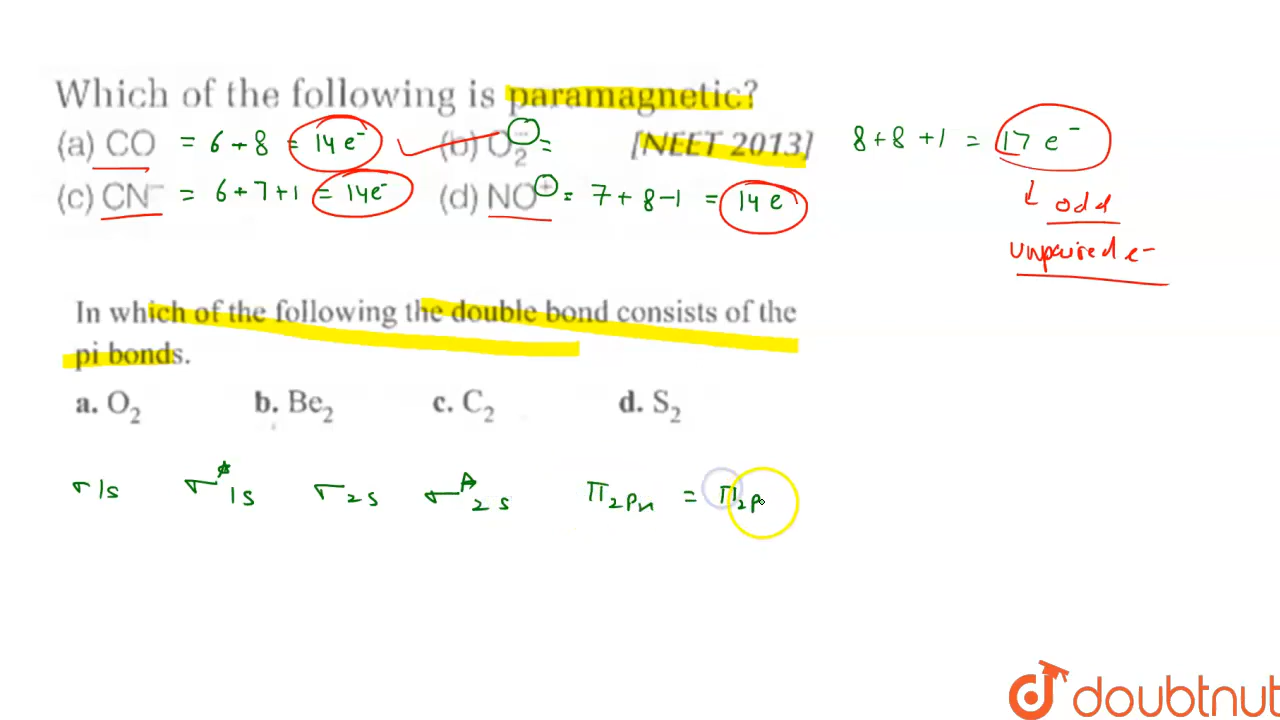 Which of the following is paramagnetic?
(a) CO = 6 + 8 = 14 e⁻ (b) O₂⁻ = [NEET 2013] 8 + 8 + 1 = 17 e⁻
(c) CN⁻ = 6 + 7 + 1 = 14e⁻ (d) NO⁺ = 7 + 8 - 1 = 14 e
↓ odd
unpaired e⁻
In which of the following the double bond consists of the
pi bonds.
a. O₂ b. Be₂ c. C₂ d. S₂
σ1s σ*1s σ2s σ*2s π2px = π2p
doubtnut